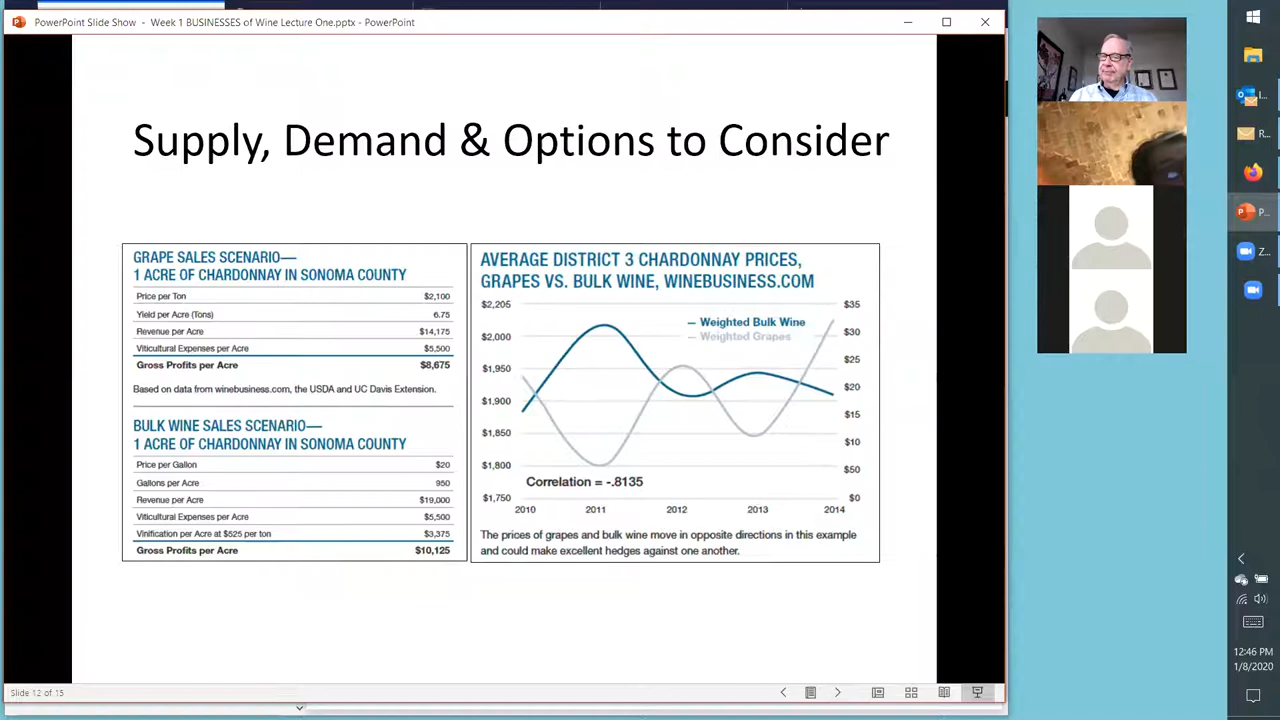 PowerPoint Slide Show - Week 1 BUSINESSES of Wine Lecture One.pptx - PowerPoint
Supply, Demand & Options to Consider
GRAPE SALES SCENARIO—
1 ACRE OF CHARDONNAY IN SONOMA COUNTY
Price per Ton $2,100
Yield per Acre (Tons) 6.75
Revenue per Acre $14,175
Viticultural Expenses per Acre $5,500
Gross Profits per Acre $8,675
Based on data from winebusiness.com, the USDA and UC Davis Extension.
BULK WINE SALES SCENARIO—
1 ACRE OF CHARDONNAY IN SONOMA COUNTY
Price per Gallon $20
Gallons per Acre 950
Revenue per Acre $19,000
Viticultural Expenses per Acre $5,500
Vinification per Acre at $525 per ton $3,375
Gross Profits per Acre $10,125
AVERAGE DISTRICT 3 CHARDONNAY PRICES,
GRAPES VS. BULK WINE, WINEBUSINESS.COM
$2,205 $35
Weighted Bulk Wine
$2,000 Weighted Grapes $30
$1,950 $25
$1,900 $20
$15
$1,850 $10
$1,800 $50
Correlation = -.8135
$1,750 $0
2010 2011 2012 2013 2014
The prices of grapes and bulk wine move in opposite directions in this example
and could make excellent hedges against one another.
Slide 12 of 15
I...
R...
P...
Z...
12:46 PM
1/8/2020